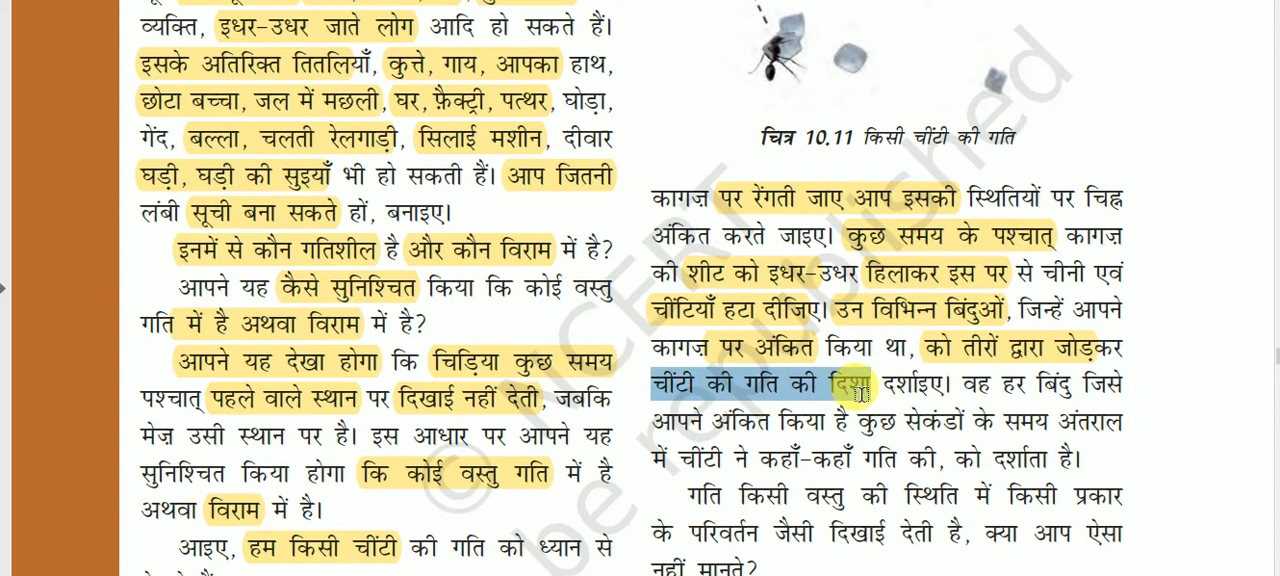 व्यक्ति, इधर-उधर जाते लोग आदि हो सकते हैं।
इसके अतिरिक्त तितलियाँ, कुत्ते, गाय, आपका हाथ,
छोटा बच्चा, जल में मछली, घर, फ़ैक्ट्री, पत्थर, घोड़ा,
गेंद, बल्ला, चलती रेलगाड़ी, सिलाई मशीन, दीवार
घड़ी, घड़ी की सुइयाँ भी हो सकती हैं। आप जितनी
लंबी सूची बना सकते हों, बनाइए।
इनमें से कौन गतिशील है और कौन विराम में है?
आपने यह कैसे सुनिश्चित किया कि कोई वस्तु
गति में है अथवा विराम में है?
आपने यह देखा होगा कि चिड़िया कुछ समय
पश्चात् पहले वाले स्थान पर दिखाई नहीं देती, जबकि
मेज़ उसी स्थान पर है। इस आधार पर आपने यह
सुनिश्चित किया होगा कि कोई वस्तु गति में है
अथवा विराम में है।
आइए, हम किसी चींटी की गति को ध्यान से
चित्र 10.11 किसी चींटी की गति
कागज़ पर रेंगती जाए आप इसकी स्थितियों पर चिह्न
अंकित करते जाइए। कुछ समय के पश्चात् कागज़
की शीट को इधर-उधर हिलाकर इस पर से चीनी एवं
चींटियाँ हटा दीजिए। उन विभिन्न बिंदुओं, जिन्हें आपने
कागज़ पर अंकित किया था, को तीरों द्वारा जोड़कर
चींटी की गति की दिशा दर्शाइए। वह हर बिंदु जिसे
आपने अंकित किया है कुछ सेकंडों के समय अंतराल
में चींटी ने कहाँ-कहाँ गति की, को दर्शाता है।
गति किसी वस्तु की स्थिति में किसी प्रकार
के परिवर्तन जैसी दिखाई देती है, क्या आप ऐसा
नहीं मानते?
© NCERT
be republished